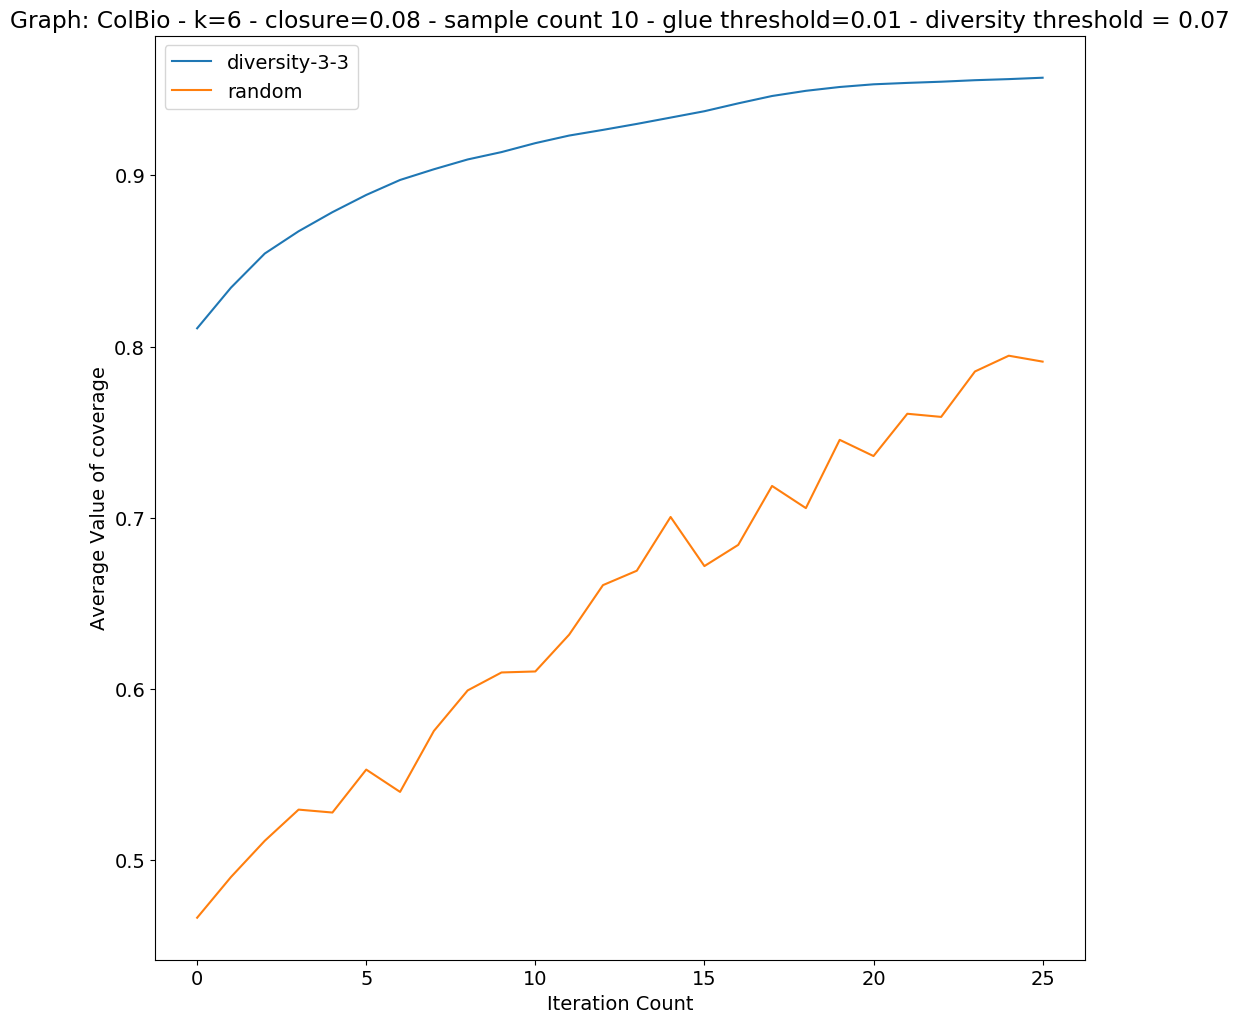 Graph: ColBio - k=6 - closure=0.08 - sample count 10 - glue threshold=0.01 - diversity threshold = 0.07
diversity-3-3
random
0.9
0.8
0.7
0.6
0.5
Average Value of coverage
0 5 10 15 20 25
Iteration Count